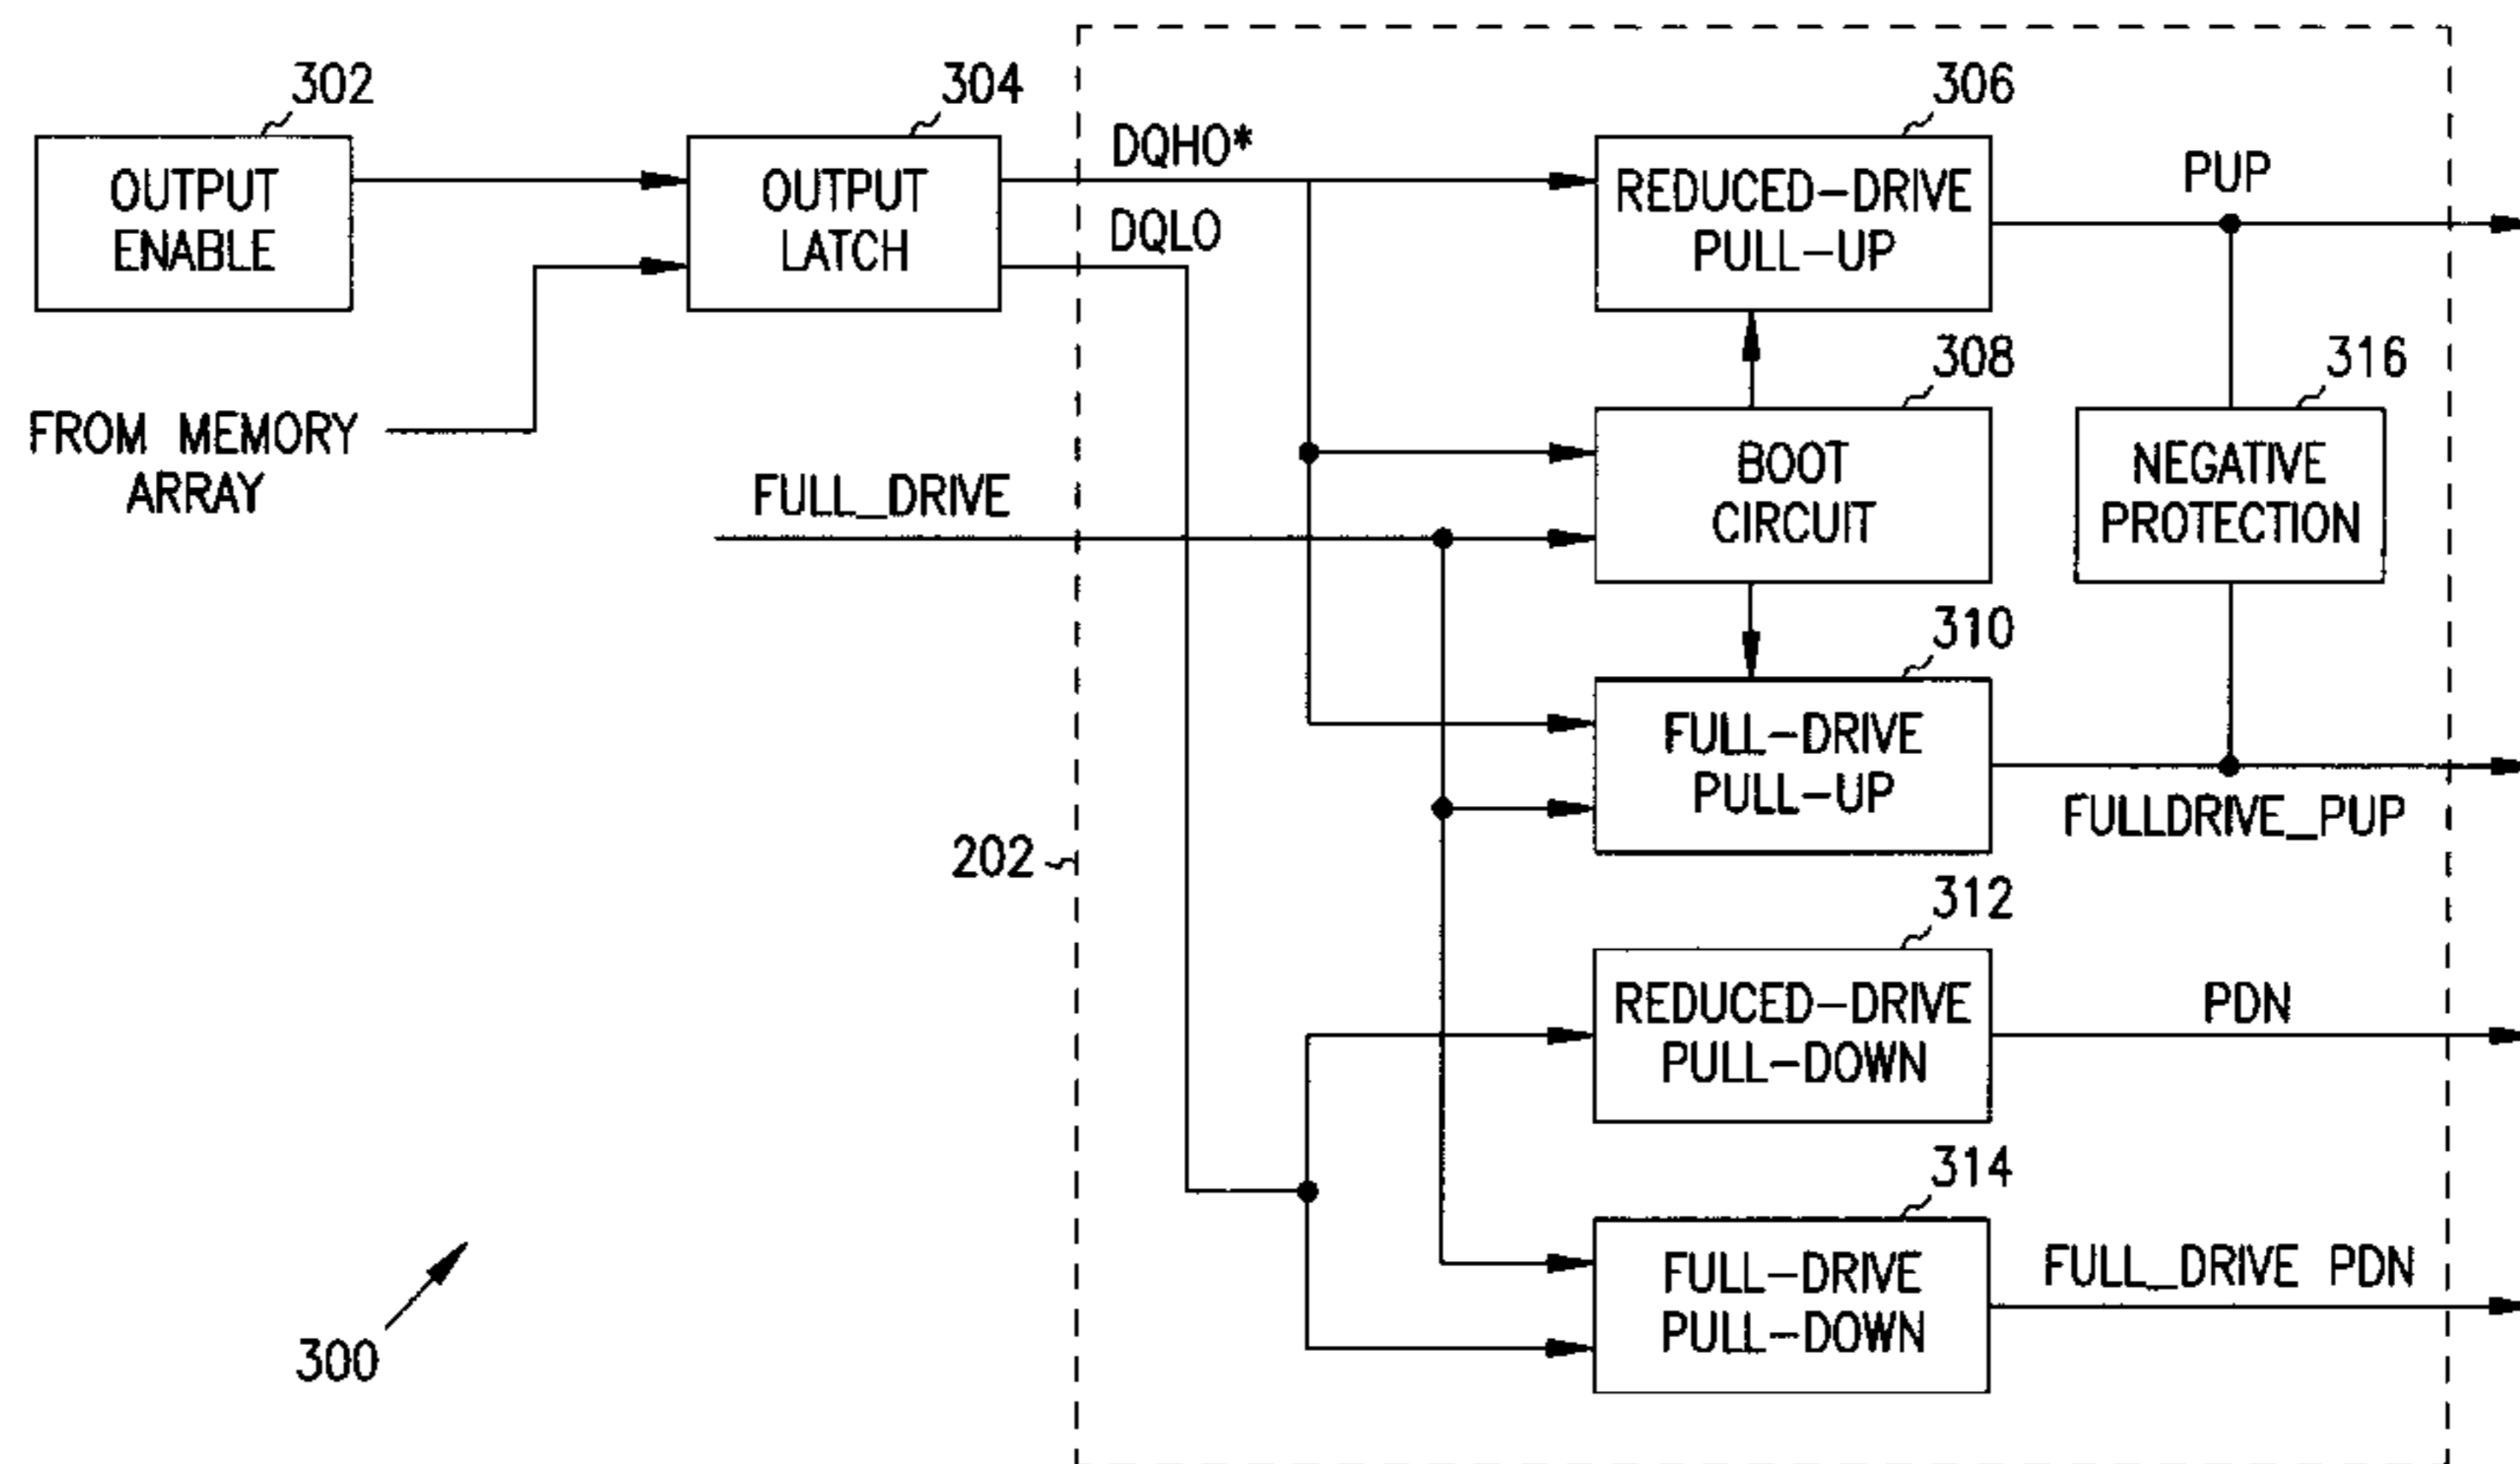 302
OUTPUT
ENABLE
304
OUTPUT
LATCH
FROM MEMORY
ARRAY
FULL_DRIVE
DQHO*
DQLO
202
306
REDUCED-DRIVE
PULL-UP
PUP
308
BOOT
CIRCUIT
316
NEGATIVE
PROTECTION
310
FULL-DRIVE
PULL-UP
FULLDRIVE_PUP
312
REDUCED-DRIVE
PULL-DOWN
PDN
314
FULL-DRIVE
PULL-DOWN
FULL_DRIVE PDN
300